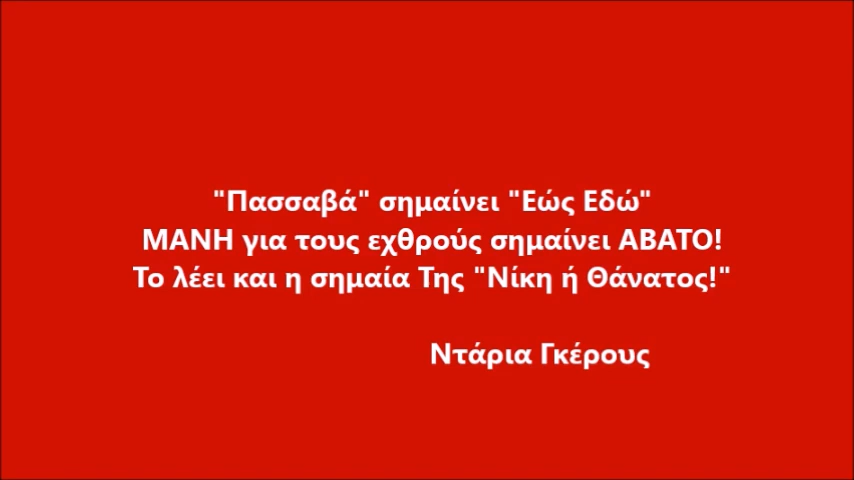 "Πασσαβά" σημαίνει "Εώς Εδώ"
ΜΑΝΗ για τους εχθρούς σημαίνει ΑΒΑΤΟ!
Το λέει και η σημαία Της "Νίκη ή Θάνατος!"
Ντάρια Γκέρους